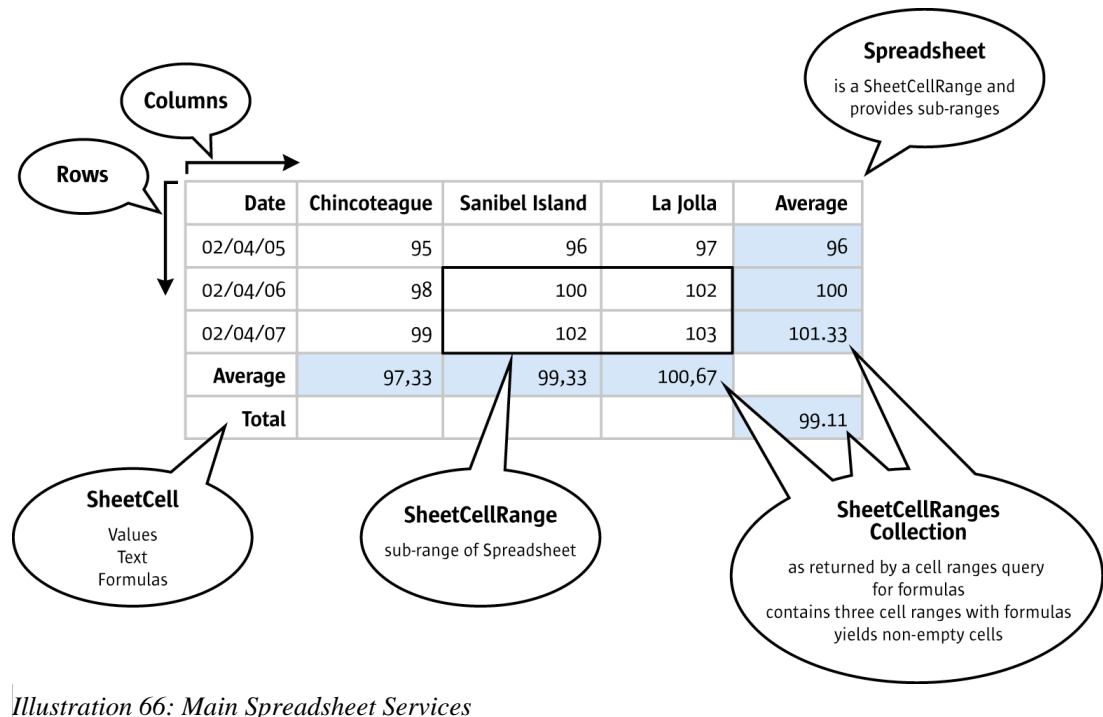 Spreadsheet
is a SheetCellRange and
provides sub-ranges
Columns
Rows
Date Chincoteague Sanibel Island La Jolla Average
02/04/05 95 96 97 96
02/04/06 98 100 102 100
02/04/07 99 102 103 101.33
Average 97,33 99,33 100,67
Total 99.11
SheetCell
Values
Text
Formulas
SheetCellRange
sub-range of Spreadsheet
SheetCellRanges
Collection
as returned by a cell ranges query
for formulas
contains three cell ranges with formulas
yields non-empty cells
Illustration 66: Main Spreadsheet Services